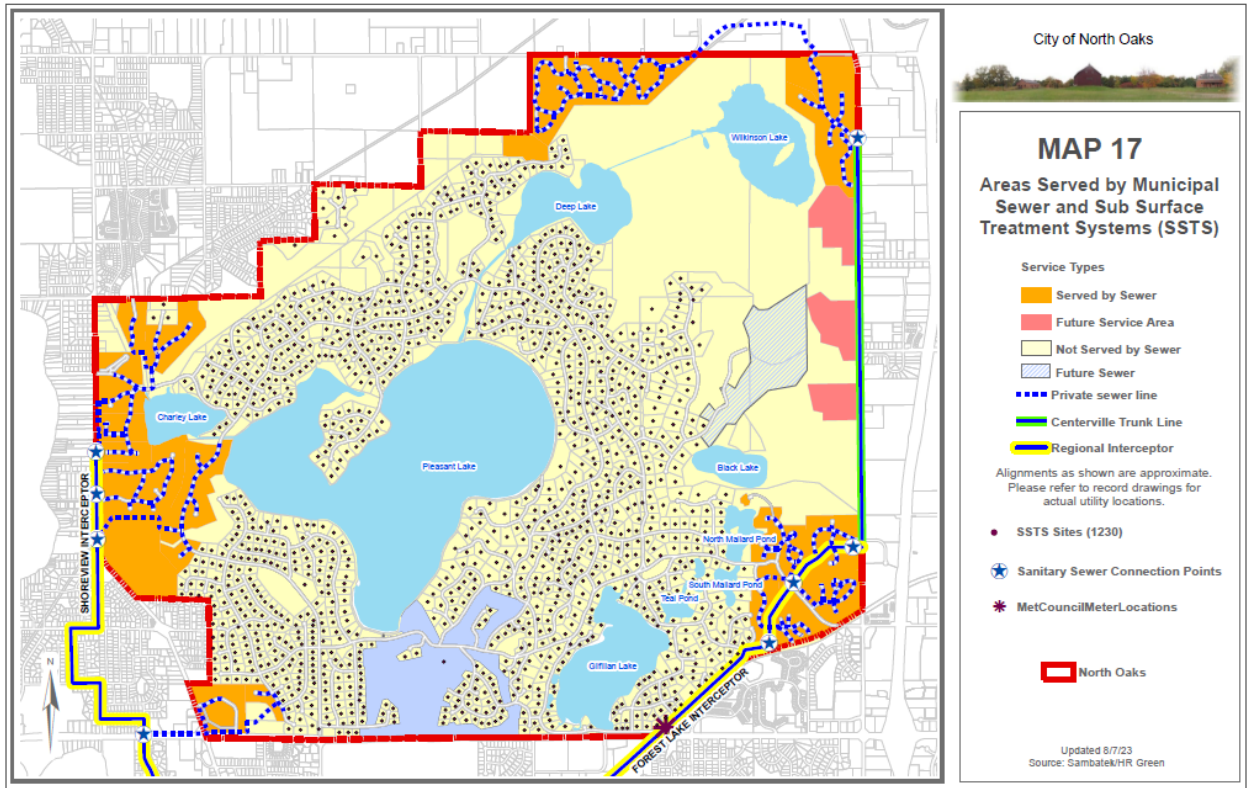 Wilkinson Lake
Deep Lake
Charley Lake
Pleasant Lake
Black Lake
North Mallard Pond
South Mallard Pond
Teal Pond
Gilfillan Lake
SHOREVIEW INTERCEPTOR
FOREST LAKE INTERCEPTOR
N
City of North Oaks
MAP 17
Areas Served by Municipal
Sewer and Sub Surface
Treatment Systems (SSTS)
Service Types
Served by Sewer
Future Service Area
Not Served by Sewer
Future Sewer
Private sewer line
Centerville Trunk Line
Regional Interceptor
Alignments as shown are approximate.
Please refer to record drawings for
actual utility locations.
SSTS Sites (1230)
Sanitary Sewer Connection Points
MetCouncilMeterLocations
North Oaks
Updated 8/7/23
Source: Sambatek/HR Green